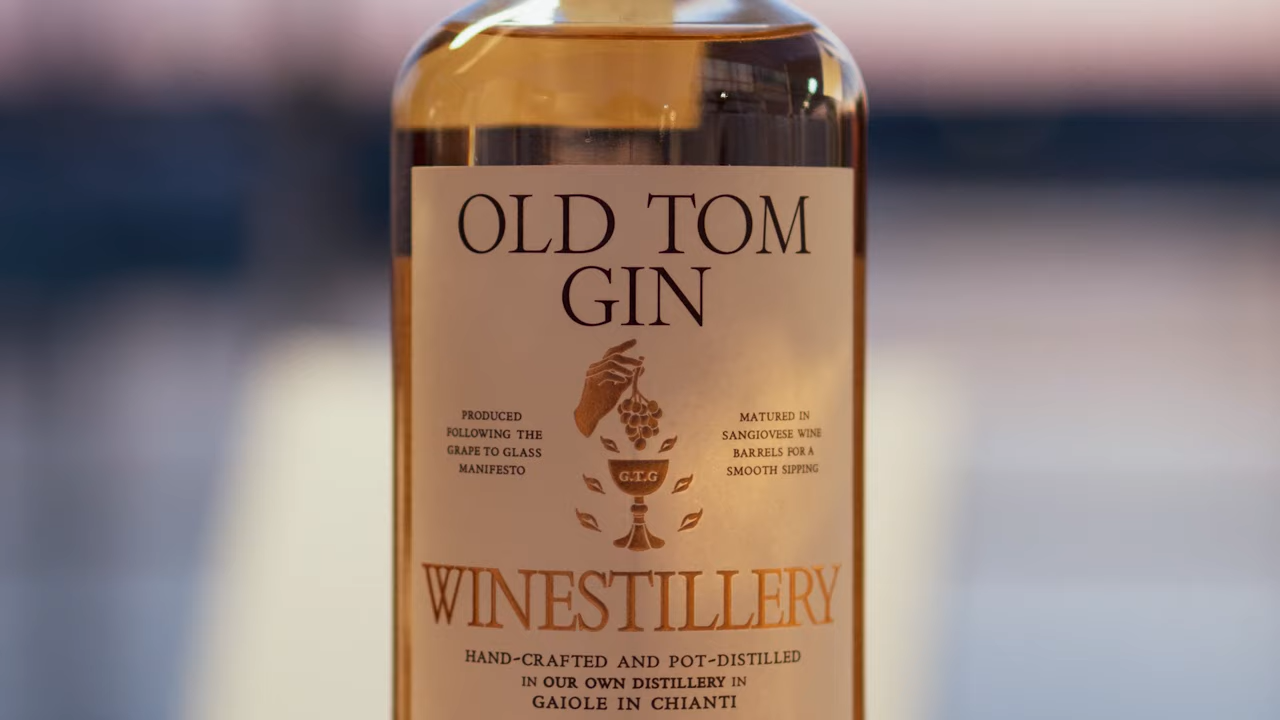 OLD TOM
GIN
PRODUCED
FOLLOWING THE
GRAPE TO GLASS
MANIFESTO
MATURED IN
SANGIOVESE WINE
BARRELS FOR A
SMOOTH SIPPING
G.T.G
WINESTILLERY
HAND-CRAFTED AND POT-DISTILLED
IN OUR OWN DISTILLERY IN
GAIOLE IN CHIANTI